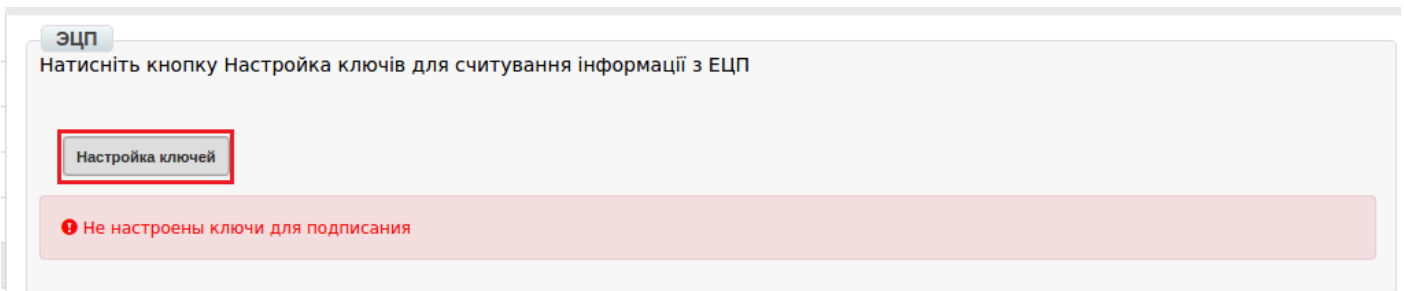 ЭЦП
Натисніть кнопку Настройка ключів для считування інформації з ЕЦП
Настройка ключей
Не настроены ключи для подписания